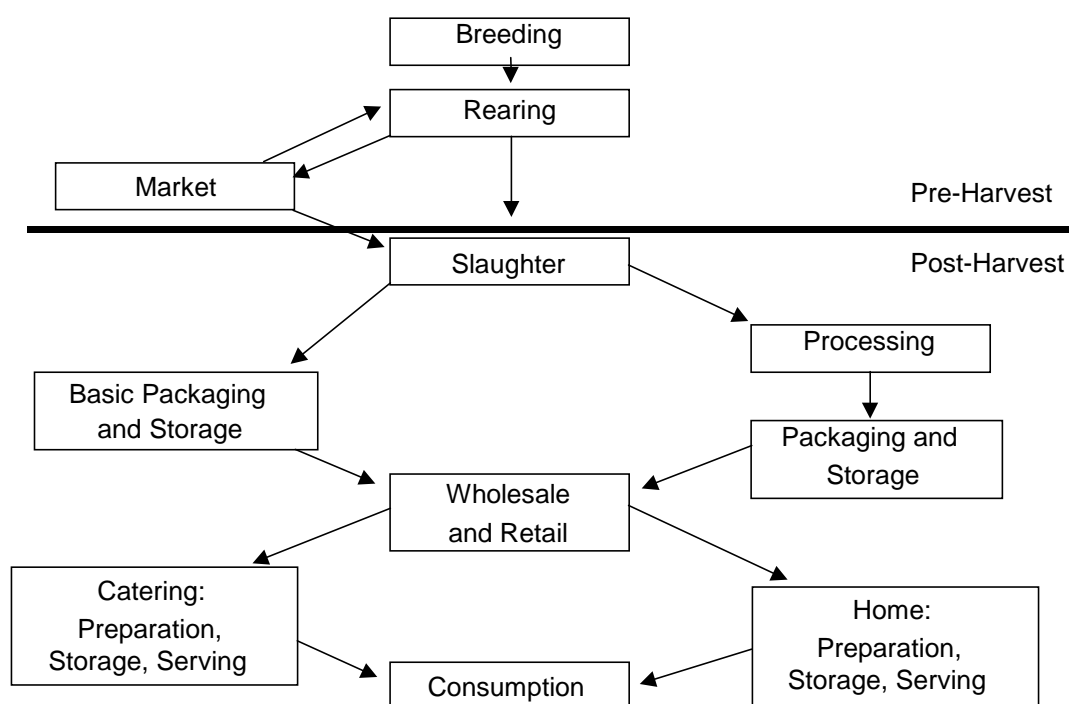 Breeding
Rearing
Market
Pre-Harvest
Slaughter
Post-Harvest
Processing
Basic Packaging
and Storage
Packaging and
Storage
Wholesale
and Retail
Catering:
Preparation,
Storage, Serving
Home:
Preparation,
Storage, Serving
Consumption